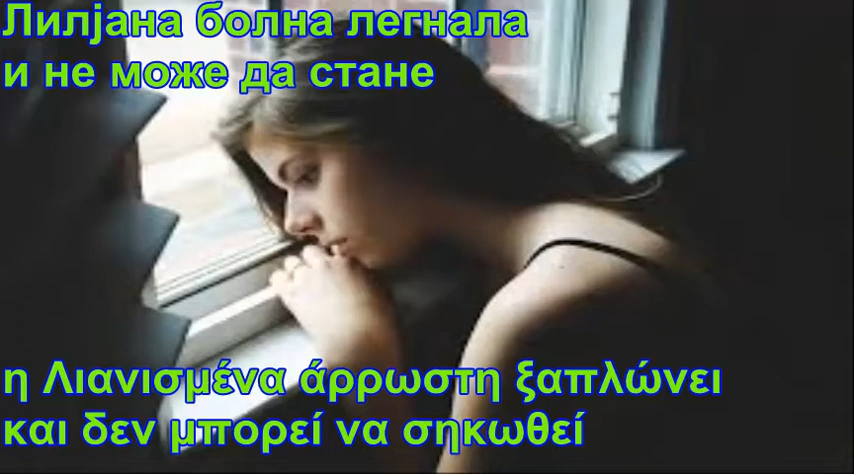 Лилјана болна легнала
и не може да стане
η Λιανισμένα άρρωστη ξαπλώνει
και δεν μπορεί να σηκωθεί